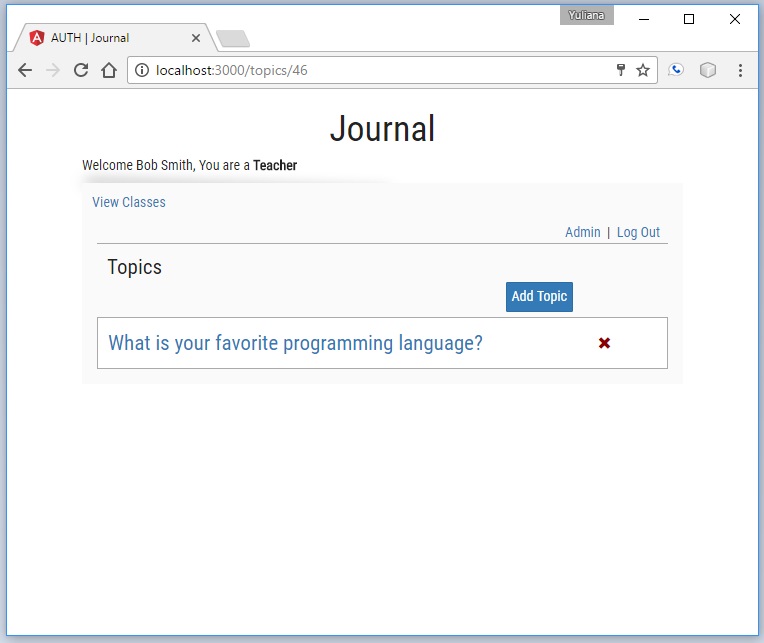 Yuliana
AUTH | Journal
localhost:3000/topics/46
Journal
Welcome Bob Smith, You are a Teacher
View Classes
Admin | Log Out
Topics
Add Topic
What is your favorite programming language?